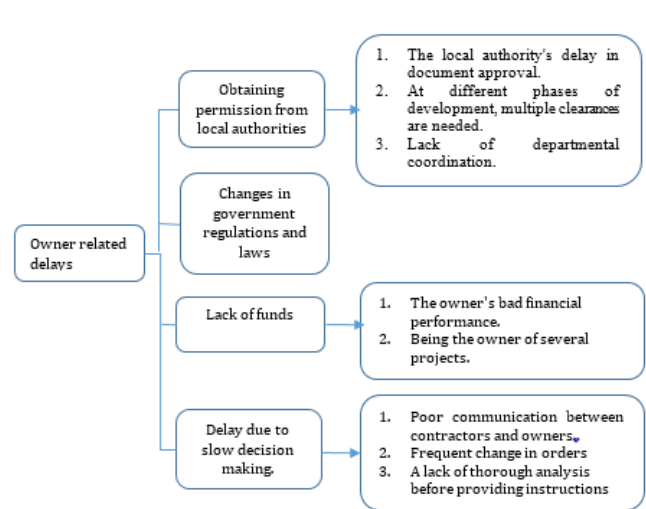 Owner related
delays
Obtaining
permission from
local authorities
1. The local authority's delay in
document approval.
2. At different phases of
development, multiple clearances
are needed.
3. Lack of departmental
coordination.
Changes in
government
regulations and
laws
Lack of funds
1. The owner's bad financial
performance.
2. Being the owner of several
projects.
Delay due to
slow decision
making.
1. Poor communication between
contractors and owners.
2. Frequent change in orders
3. A lack of thorough analysis
before providing instructions